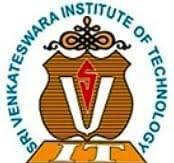 SRI VENKATESWARA INSTITUTE OF TECHNOLOGY
S
V
IT